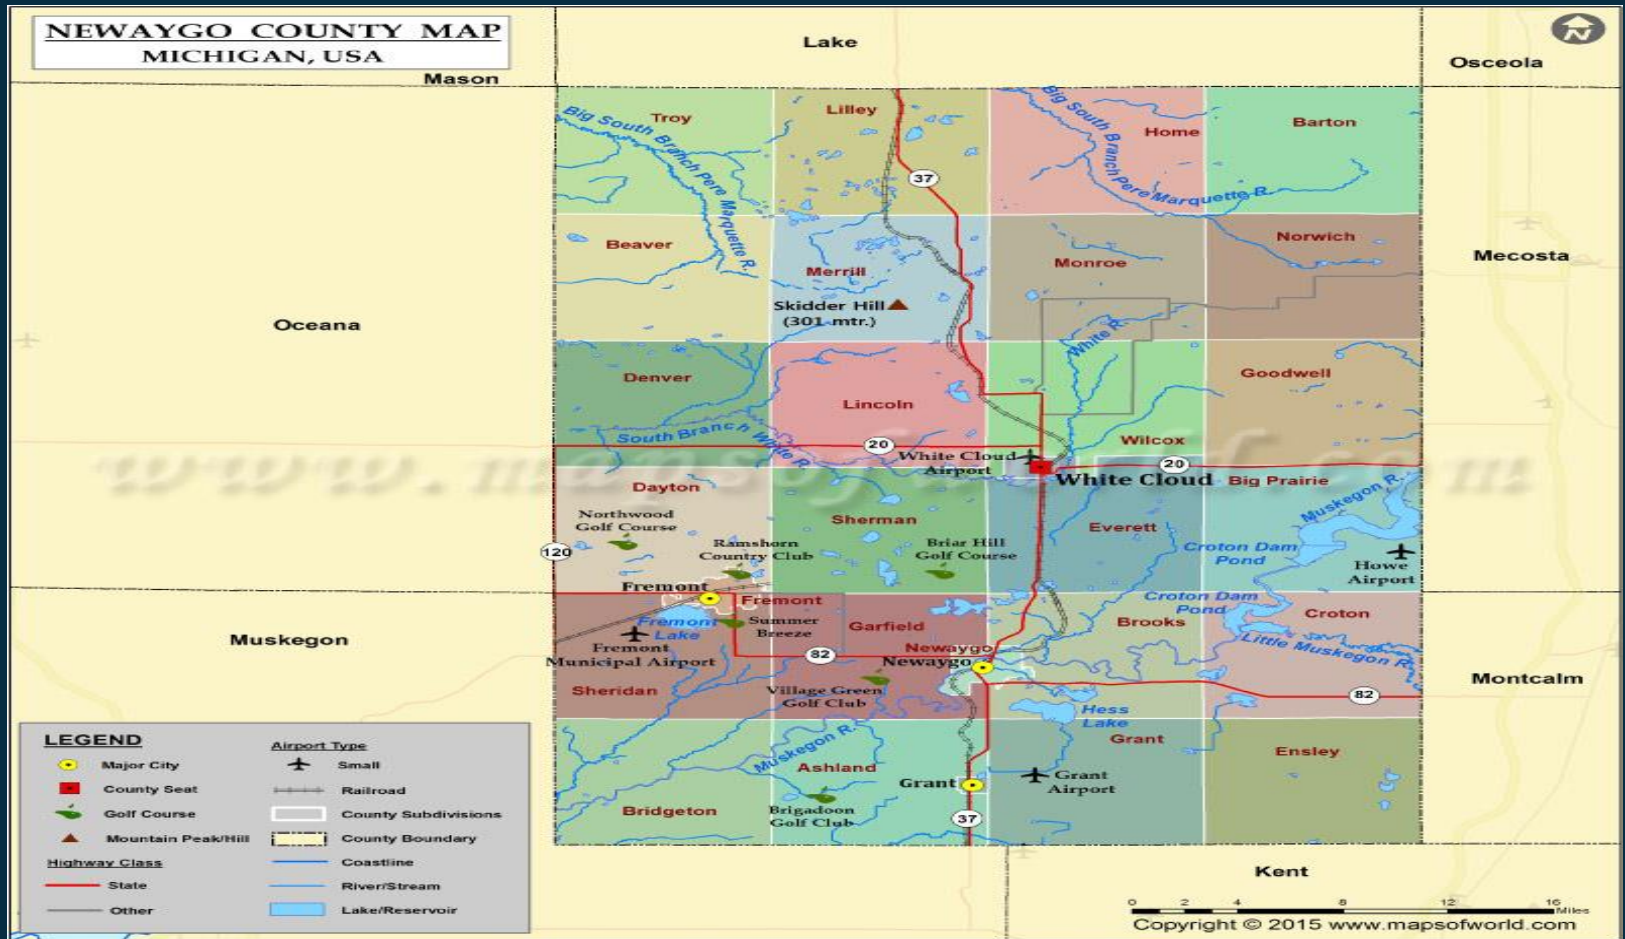 NEWAYGO COUNTY MAP
MICHIGAN, USA
N
Lake
Osceola
Mason
Troy
Lilley
Home
Barton
Big South Branch Pere Marquette R.
Big South Branch Pere Marquette R.
37
Beaver
Merrill
Monroe
Norwich
Mecosta
Skidder Hill
(301 mtr.)
Oceana
White R.
Denver
Lincoln
Goodwell
South Branch White R.
20
Wilcox
White Cloud
Airport
20
www.mapsofworld.com
White Cloud
Big Prairie
Dayton
Muskegon R.
Northwood
Golf Course
Sherman
Everett
Ramshorn
Country Club
Briar Hill
Golf Course
Croton Dam
Pond
120
Howe
Airport
Fremont
Fremont
Croton Dam
Pond
Croton
Fremont
Lake
Summer
Breeze
Garfield
Brooks
Muskegon
Little Muskegon R.
Fremont
Municipal Airport
82
Newaygo
Newaygo
Sheridan
Village Green
Golf Club
82
Montcalm
Hess
Lake
Muskegon R.
Ashland
Grant
Ensley
Grant
Grant
Airport
Bridgeton
Brigadoon
Golf Club
37
Kent
LEGEND
Major City
County Seat
Golf Course
Mountain Peak/Hill
Highway Class
State
Other
Airport Type
Small
Railroad
County Subdivisions
County Boundary
Coastline
River/Stream
Lake/Reservoir
0 2 4 8 12 16
Miles
Copyright © 2015 www.mapsofworld.com